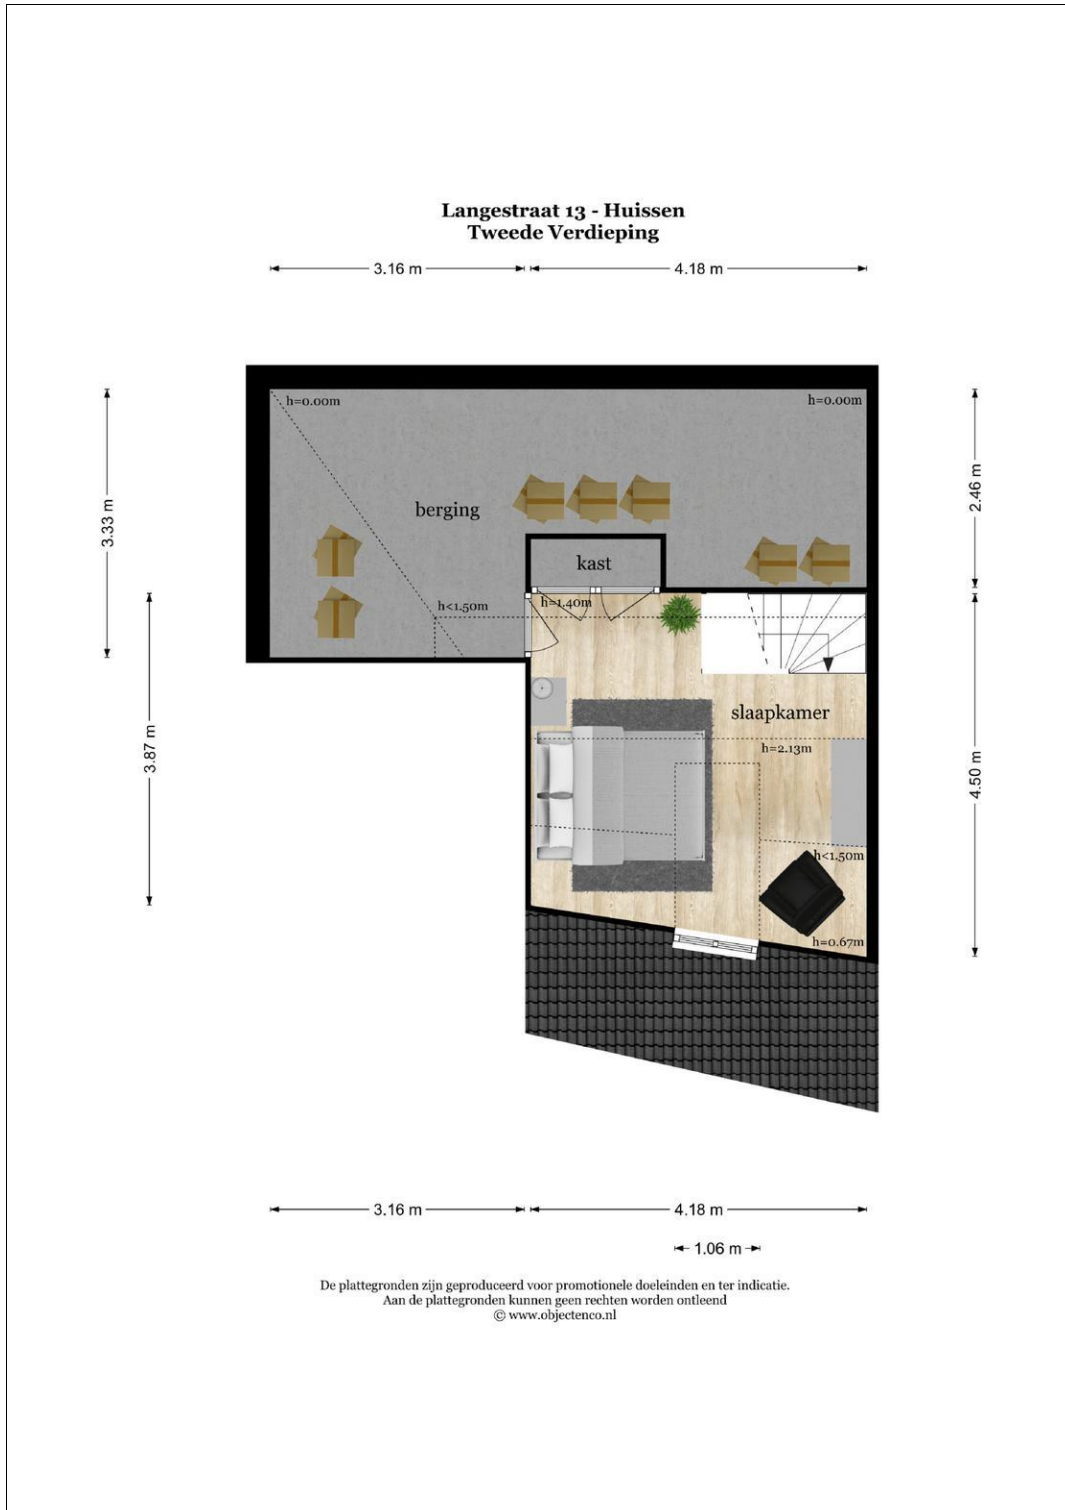 Langestraat 13 - Huissen
Tweede Verdieping
3.16 m
4.18 m
h=0.00m
h=0.00m
3.33 m
2.46 m
berging
kast
h=1.40m
h<1.50m
slaapkamer
h=2.13m
3.87 m
4.50 m
h<1.50m
h=0.67m
3.16 m
4.18 m
1.06 m
De plattegronden zijn geproduceerd voor promotionele doeleinden en ter indicatie.
Aan de plattegronden kunnen geen rechten worden ontleend
© www.objectenco.nl